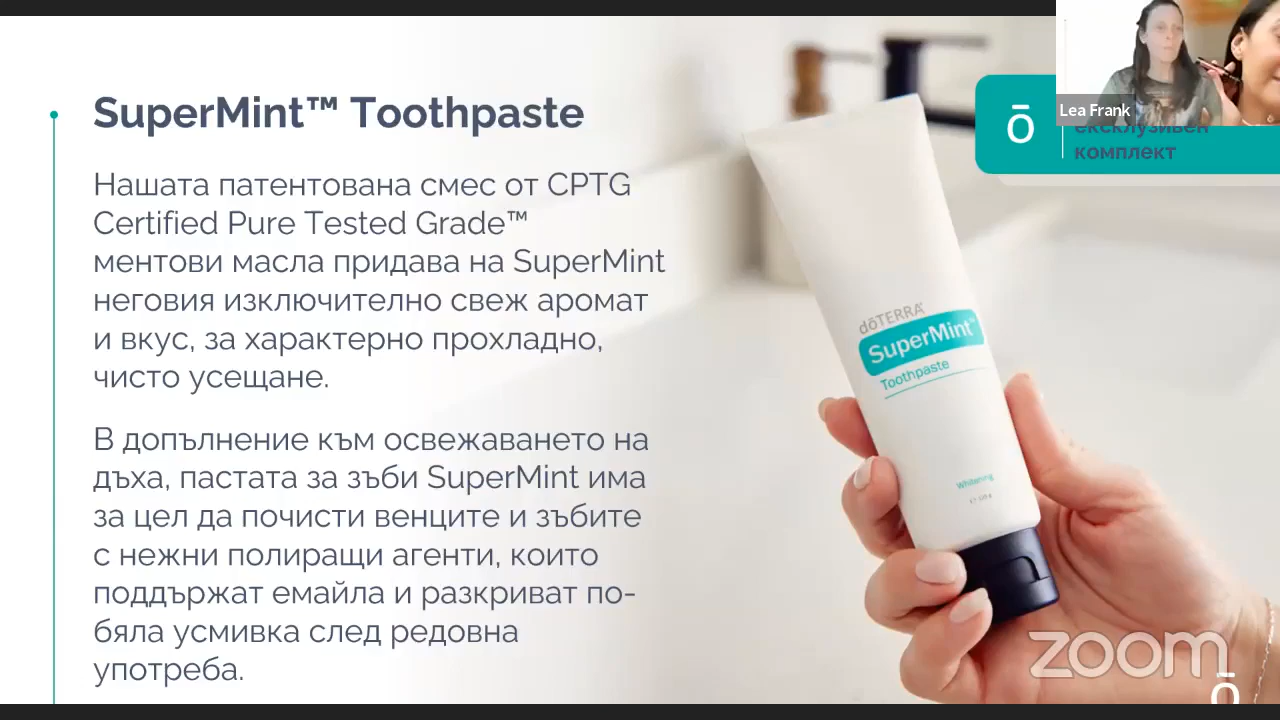 SuperMint™ Toothpaste
Нашата патентована смес от CPTG
Certified Pure Tested Grade™
ментови масла придава на SuperMint
неговия изключително свеж аромат
и вкус, за характерно прохладно,
чисто усещане.
В допълнение към освежаването на
дъха, пастата за зъби SuperMint има
за цел да почисти венците и зъбите
с нежни полиращи агенти, които
поддържат емайла и разкриват по-
бяла усмивка след редовна
употреба.
Lea Frank
ō
ексклузивен
комплект
dōTERRA
SuperMint™
Toothpaste
Whitening
zoom
ō